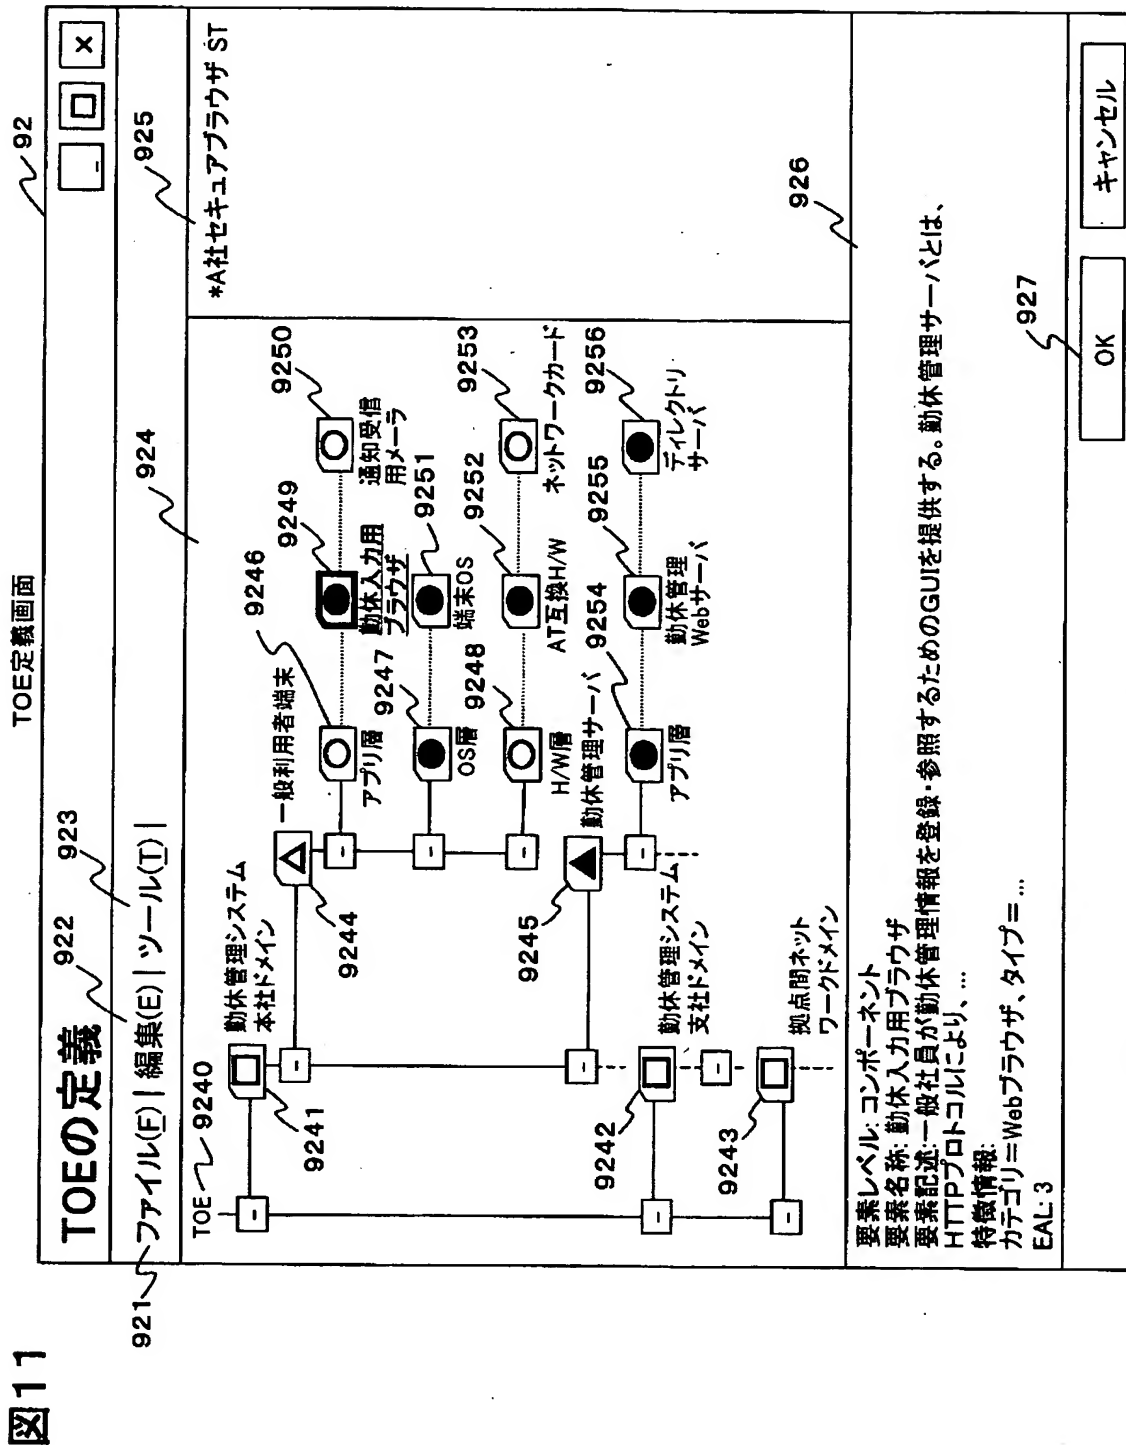 図11
TOE定義画面
92
TOEの定義
922
923
921
ファイル(F) | 編集(E) | ツール(T) |
924
925
TOE
9240
*A社セキュアブラウザ ST
勤休管理システム
本社ドメイン
9241
一般利用者端末
9244
9246
アプリ層
9249
勤休入力用
ブラウザ
9250
通知受信
用メーラ
9247
OS層
9251
端末OS
9248
H/W層
9252
AT互換H/W
9253
ネットワークカード
勤休管理サーバ
9245
9254
アプリ層
9255
勤休管理
Webサーバ
9256
ディレクトリ
サーバ
勤休管理システム
支社ドメイン
9242
拠点間ネット
ワークドメイン
9243
926
要素レベル: コンポーネント
要素名称: 勤休入力用ブラウザ
要素記述:一般社員が勤休管理情報を登録・参照するためのGUIを提供する。勤休管理サーバとは、
HTTPプロトコルにより、...
特徴情報:
カテゴリ=Webブラウザ、タイプ=...
EAL: 3
927
OK
キャンセル